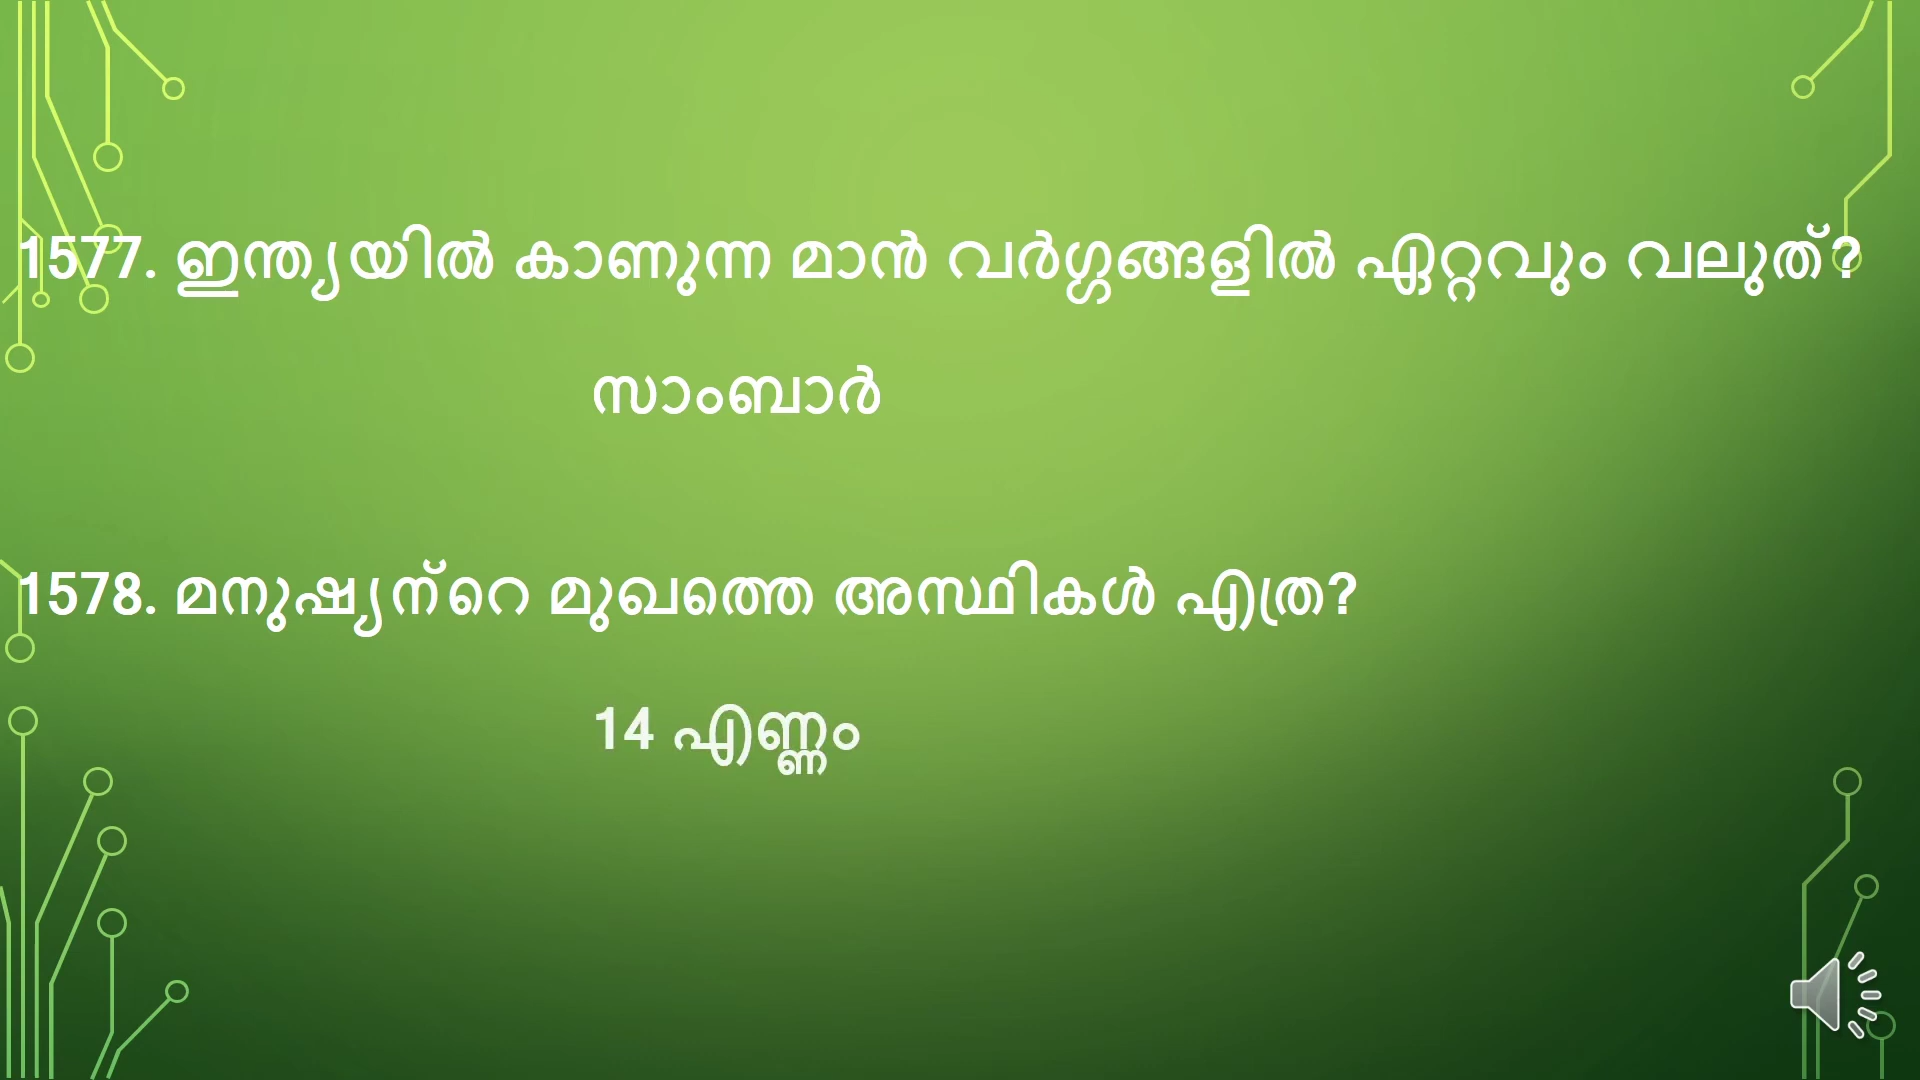 1577. ഇന്ത്യയിൽ കാണുന്ന മാൻ വർഗ്ഗങ്ങളിൽ ഏറ്റവും വലുത്?
സാംബാർ
1578. മനുഷ്യന്റെ മുഖത്തെ അസ്ഥികൾ എത്ര?
14 എണ്ണം